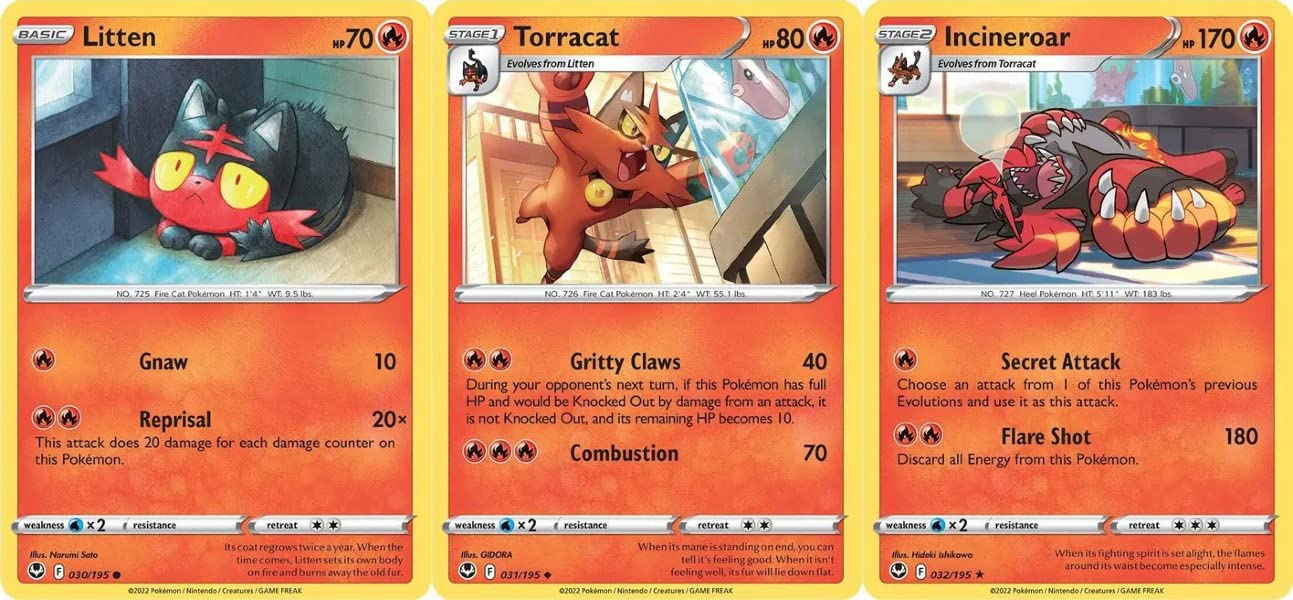 BASIC Litten HP70
NO. 725 Fire Cat Pokémon HT: 1'4" WT: 9.5 lbs.
Gnaw 10
Reprisal 20×
This attack does 20 damage for each damage counter on
this Pokémon.
weakness ×2 resistance retreat
Illus. Narumi Sato
Its coat regrows twice a year. When the
time comes, Litten sets its own body
on fire and burns away the old fur.
F 030/195
©2022 Pokémon / Nintendo / Creatures / GAME FREAK
STAGE1 Torracat HP80
Evolves from Litten
NO. 726 Fire Cat Pokémon HT: 2'4" WT: 55.1 lbs.
Gritty Claws 40
During your opponent's next turn, if this Pokémon has full
HP and would be Knocked Out by damage from an attack, it
is not Knocked Out, and its remaining HP becomes 10.
Combustion 70
weakness ×2 resistance retreat
Illus. GIDORA
When its mane is standing on end, you can
tell it's feeling good. When it isn't
feeling well, its fur will lie down flat.
F 031/195
©2022 Pokémon / Nintendo / Creatures / GAME FREAK
STAGE2 Incineroar HP170
Evolves from Torracat
NO. 727 Heel Pokémon HT: 5'11" WT: 183 lbs.
Secret Attack
Choose an attack from 1 of this Pokémon's previous
Evolutions and use it as this attack.
Flare Shot 180
Discard all Energy from this Pokémon.
weakness ×2 resistance retreat
Illus. Hideki Ishikawa
When its fighting spirit is set alight, the flames
around its waist become especially intense.
F 032/195
©2022 Pokémon / Nintendo / Creatures / GAME FREAK